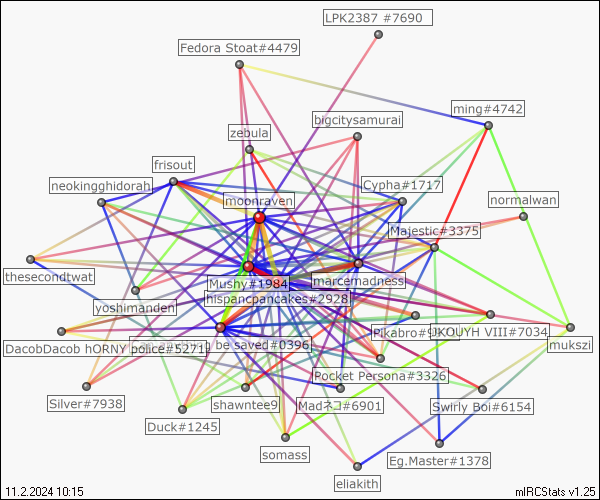 LPK2387 #7690
Fedora Stoat#4479
ming#4742
bigcitysamurai
zebula
frisout
neokingghidorah
Cypha#1717
normalwan
moonraven
Majestic#3375
thesecondtwat
Mushy#1984
marcemadness
hispancpancakes#2928
yoshimanden
Pikabro#9
JKOUYH VIII#7034
mukszi
DacobDacob hORNY police#5271
be saved#0396
Pocket Persona#3326
Silver#7938
shawntee9
Madネコ#6901
Swirly Boi#6154
Duck#1245
somass
Eg.Master#1378
eliakith
11.2.2024 10:15
mIRCStats v1.25